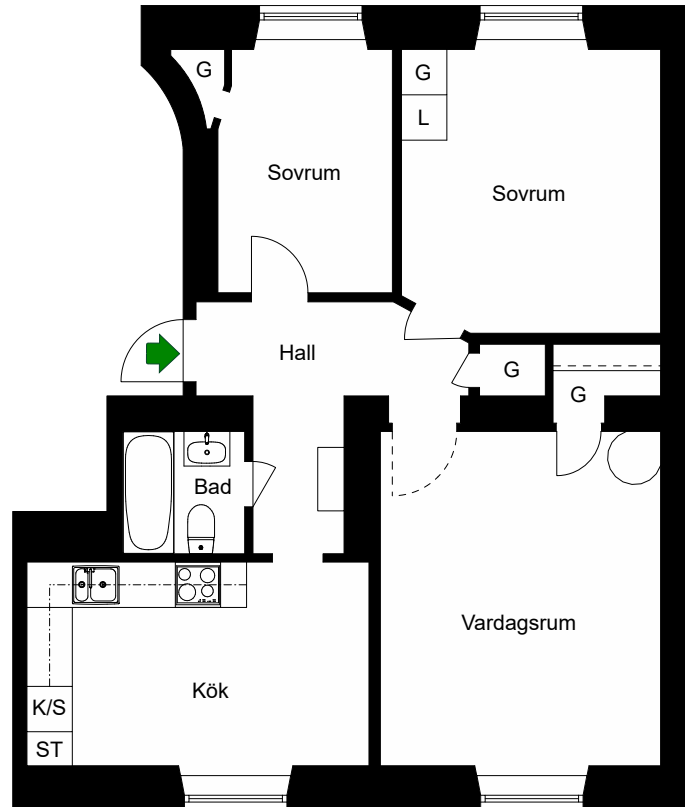 G
G
L
Sovrum
Sovrum
Hall
G
G
Bad
Vardagsrum
Kök
K/S
ST